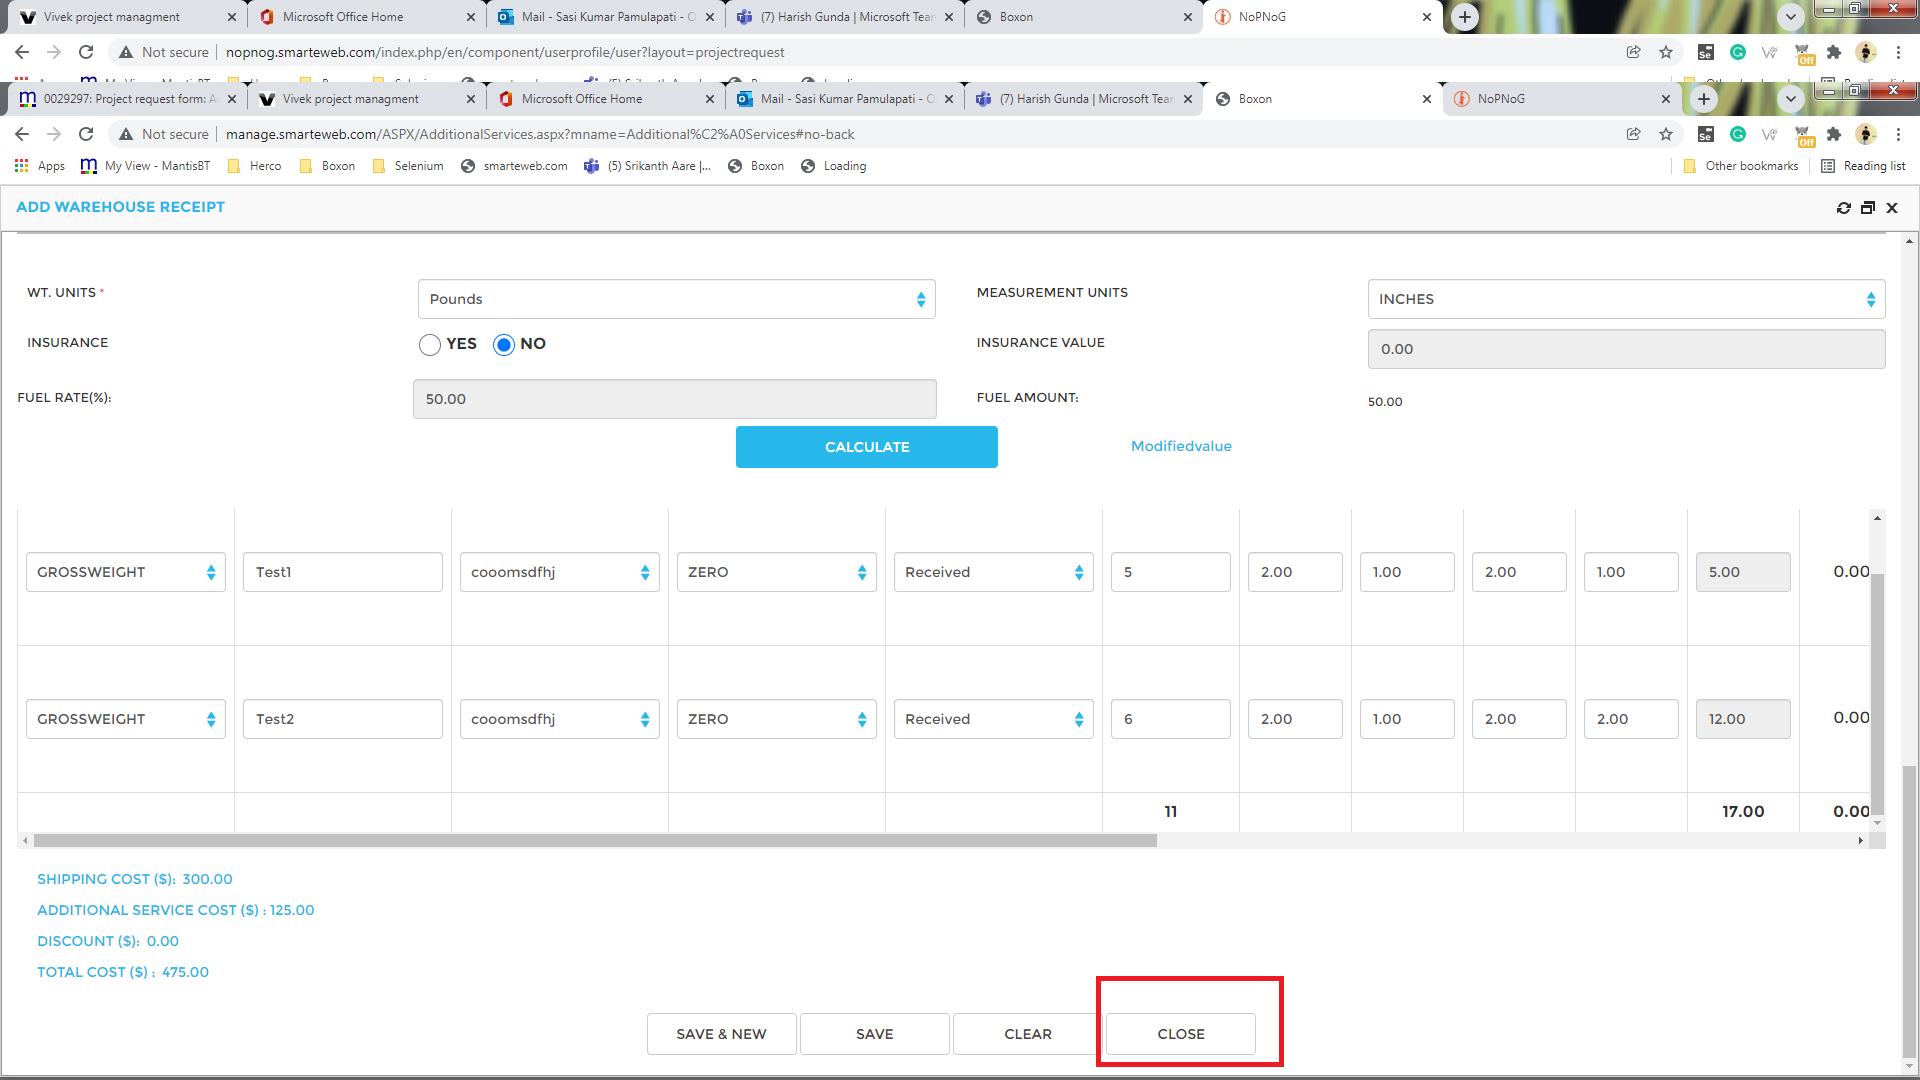 Vivek project managment Microsoft Office Home Mail - Sasi Kumar Pamulapati - O (7) Harish Gunda | Microsoft Tean Boxon NoPNoG
Not secure nopnog.smarteweb.com/index.php/en/component/userprofile/user?layout=projectrequest
Off
0029297: Project request form: A Vivek project managment Microsoft Office Home Mail - Sasi Kumar Pamulapati - O (7) Harish Gunda | Microsoft Tean Boxon NoPNoG
Not secure manage.smarteweb.com/ASPX/AdditionalServices.aspx?mname=Additional%C2%A0Services#no-back
Off
Apps My View - MantisBT Herco Boxon Selenium smarteweb.com (5) Srikanth Aare |... Boxon Loading Other bookmarks Reading list
ADD WAREHOUSE RECEIPT
WT. UNITS * Pounds MEASUREMENT UNITS INCHES
INSURANCE YES NO INSURANCE VALUE 0.00
FUEL RATE(%): 50.00 FUEL AMOUNT: 50.00
CALCULATE Modifiedvalue
GROSSWEIGHT Test1 cooomsdfhj ZERO Received 5 2.00 1.00 2.00 1.00 5.00 0.00
GROSSWEIGHT Test2 cooomsdfhj ZERO Received 6 2.00 1.00 2.00 2.00 12.00 0.00
11 17.00 0.00
SHIPPING COST ($): 300.00
ADDITIONAL SERVICE COST ($) : 125.00
DISCOUNT ($): 0.00
TOTAL COST ($) : 475.00
SAVE & NEW SAVE CLEAR CLOSE